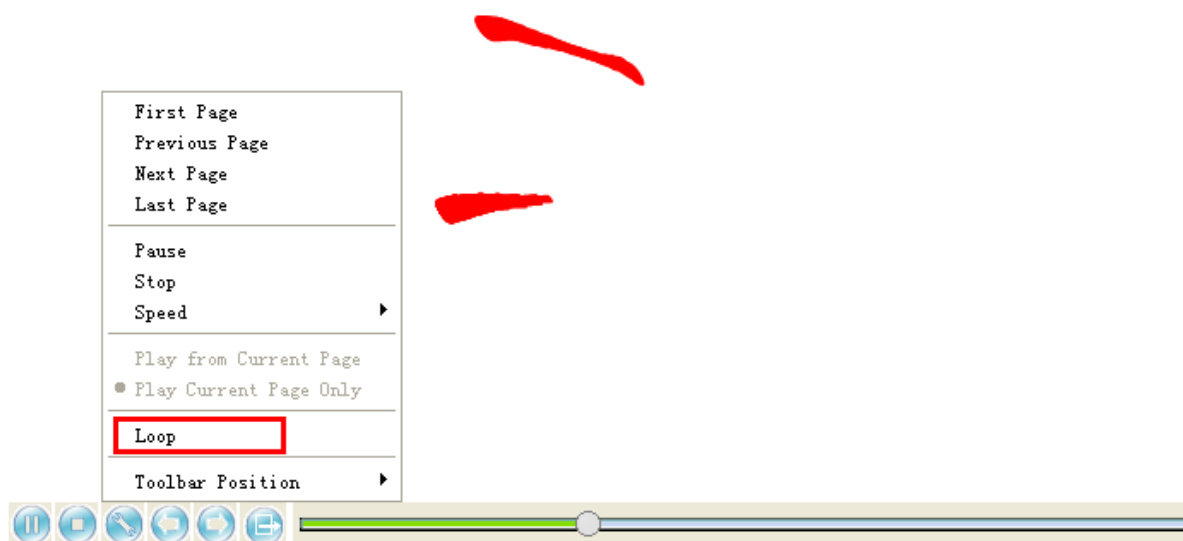 First Page
Previous Page
Next Page
Last Page
Pause
Stop
Speed
Play from Current Page
Play Current Page Only
Loop
Toolbar Position